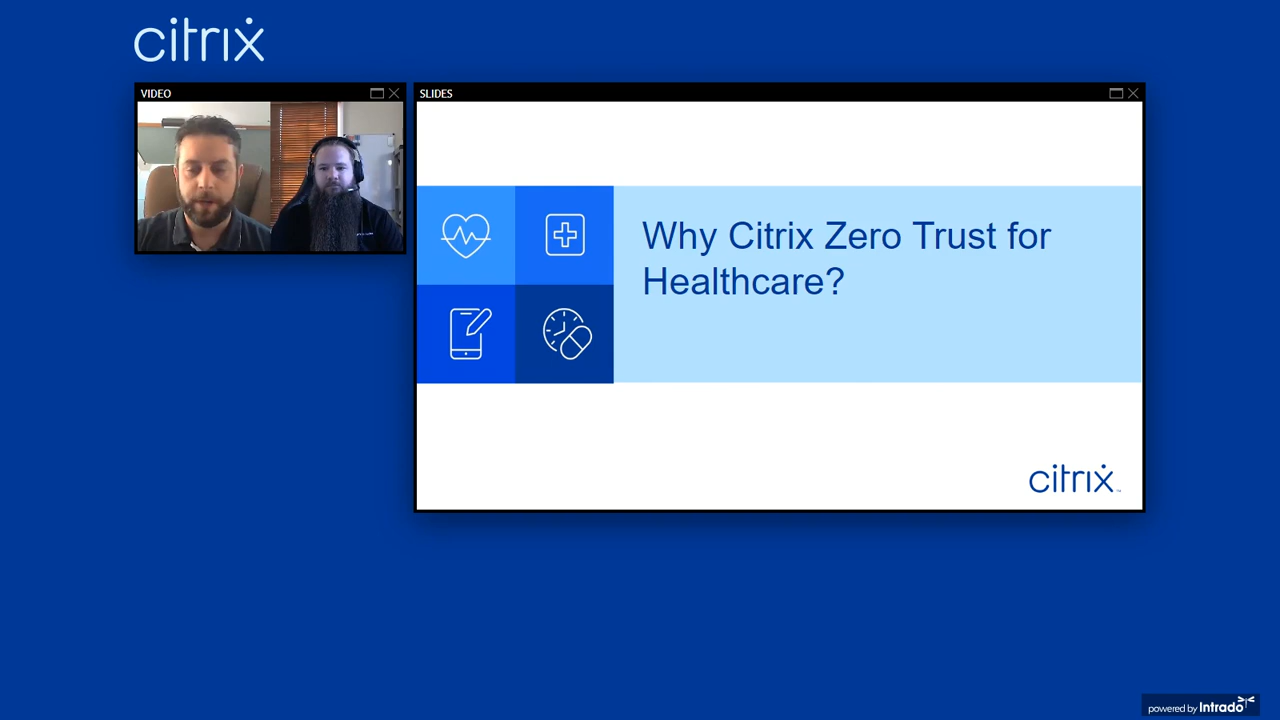 citrix
VIDEO
SLIDES
Why Citrix Zero Trust for
Healthcare?
citrix
powered by Intrado